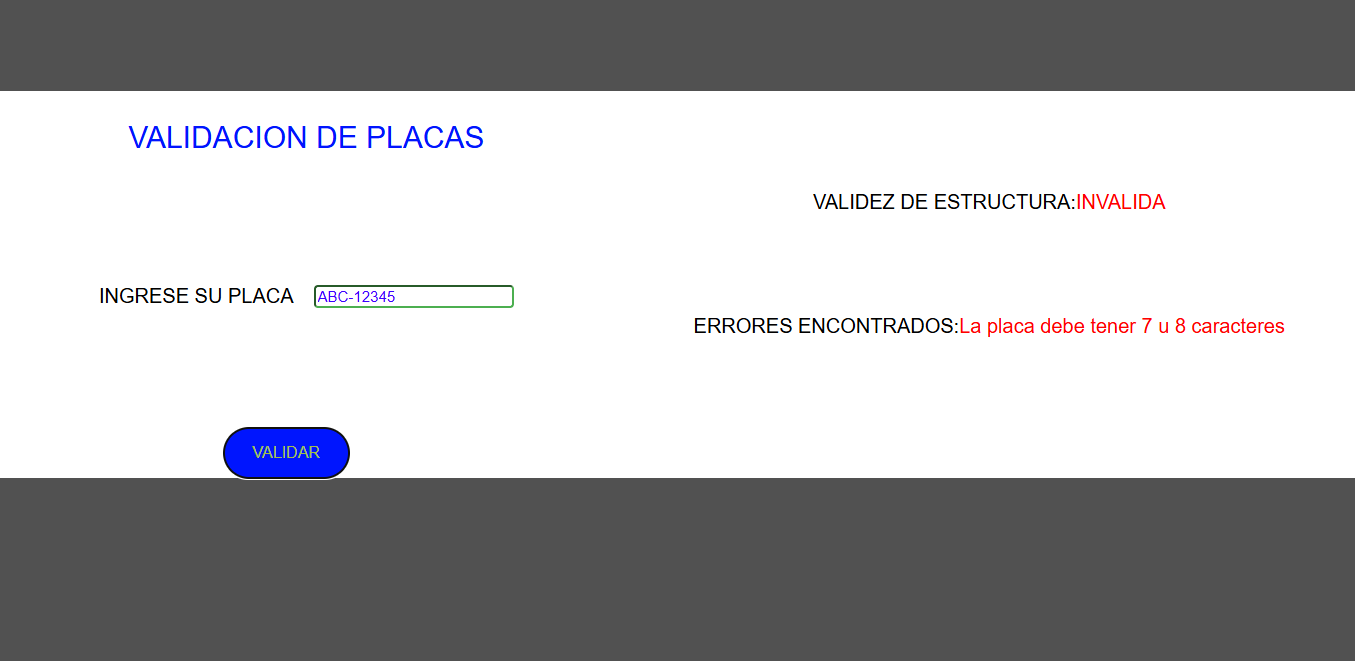 VALIDACION DE PLACAS
INGRESE SU PLACA ABC-12345
VALIDAR
VALIDEZ DE ESTRUCTURA:INVALIDA
ERRORES ENCONTRADOS:La placa debe tener 7 u 8 caracteres